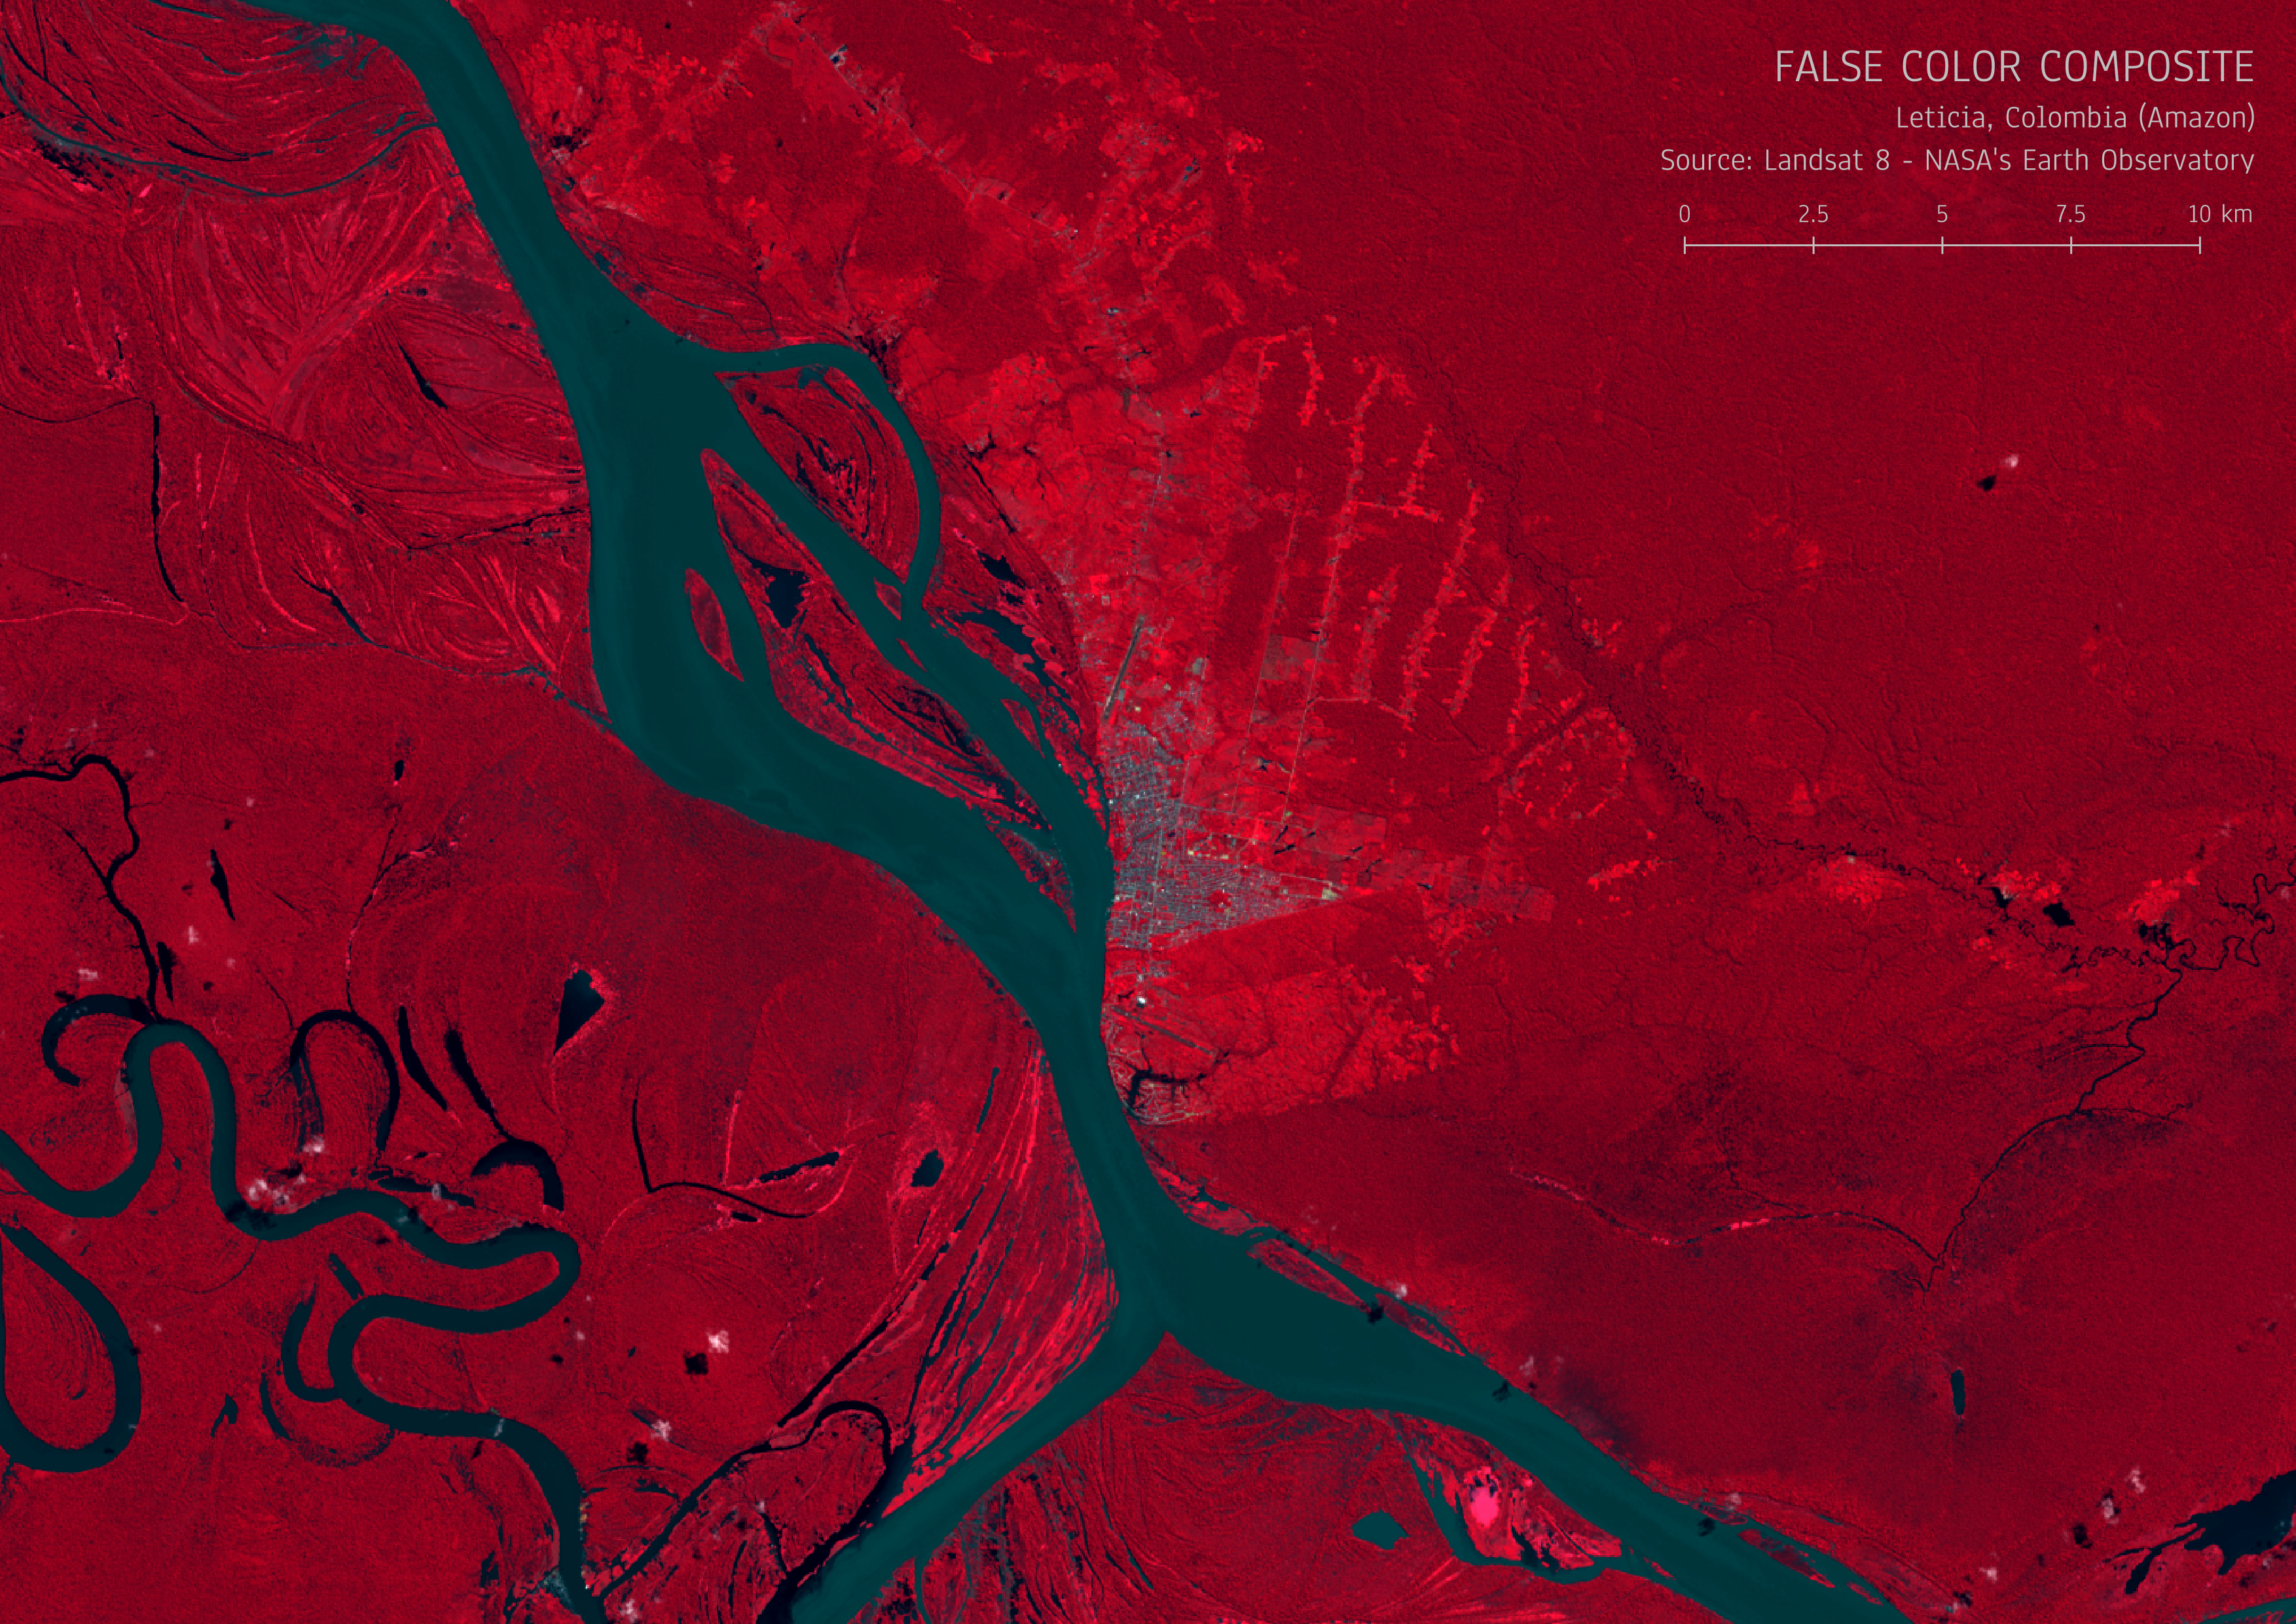 FALSE COLOR COMPOSITE
Leticia, Colombia (Amazon)
Source: Landsat 8 - NASA's Earth Observatory
0 2.5 5 7.5 10 km